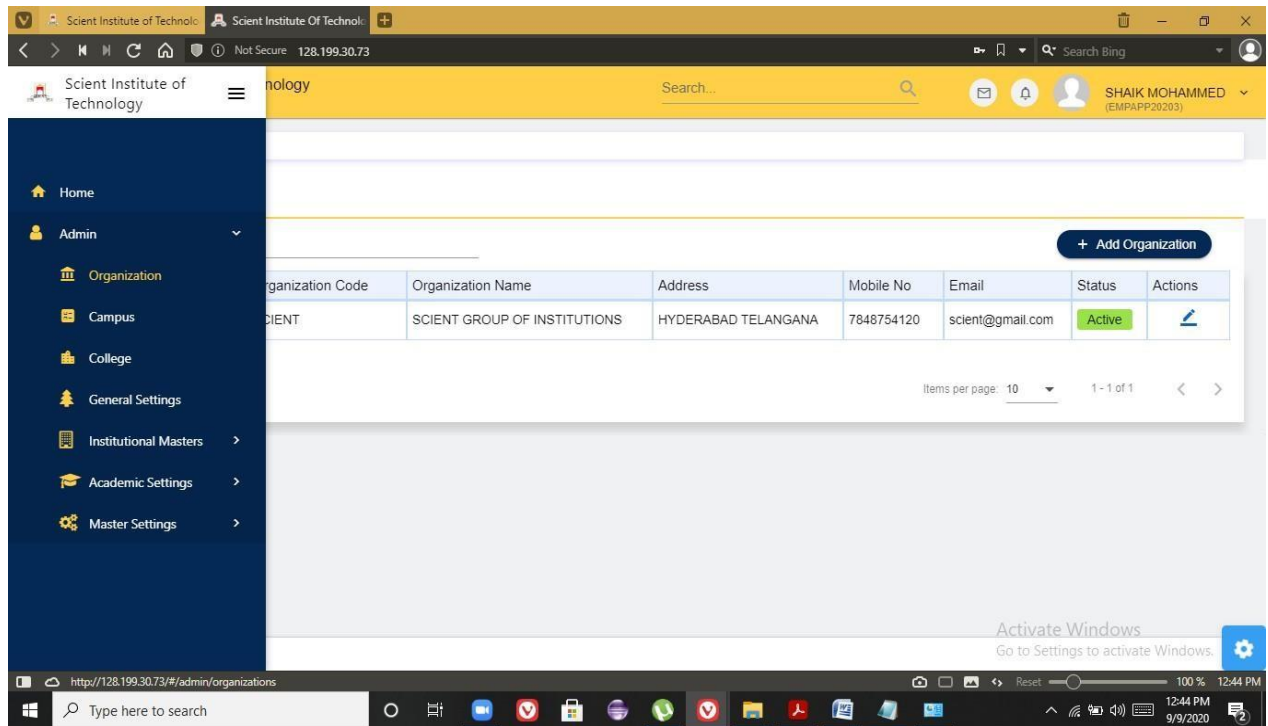 Scient Institute of Technolo
Scient Institute Of Technolo
Not Secure 128.199.30.73
Search Bing
Scient Institute of
Technology
nology
Search...
SHAIK MOHAMMED
(EMPAPP20203)
Home
Admin
Organization
Campus
College
General Settings
Institutional Masters
Academic Settings
Master Settings
+ Add Organization
rganization Code Organization Name Address Mobile No Email Status Actions
CIENT SCIENT GROUP OF INSTITUTIONS HYDERABAD TELANGANA 7848754120 scient@gmail.com Active
Items per page: 10 1 - 1 of 1
Activate Windows
Go to Settings to activate Windows.
http://128.199.30.73/#/admin/organizations
Reset 100 % 12:44 PM
Type here to search
12:44 PM
9/9/2020
2